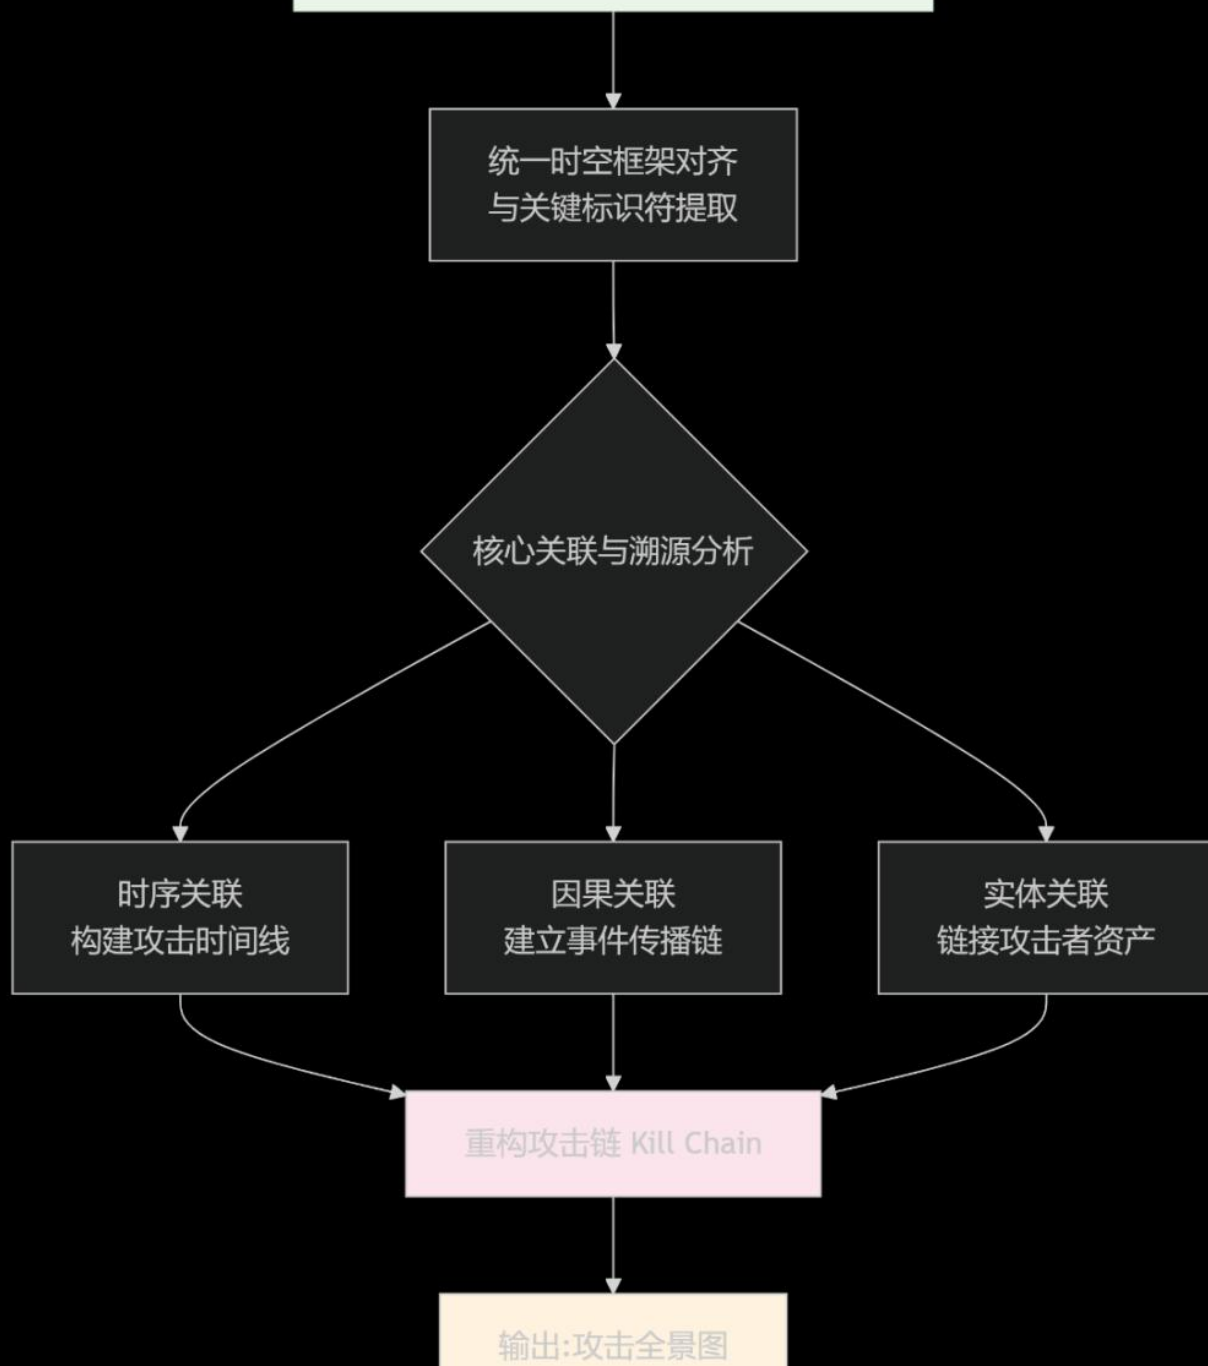 统一时空框架对齐
与关键标识符提取
核心关联与溯源分析
时序关联
构建攻击时间线
因果关联
建立事件传播链
实体关联
链接攻击者资产
重构攻击链 Kill Chain
输出:攻击全景图